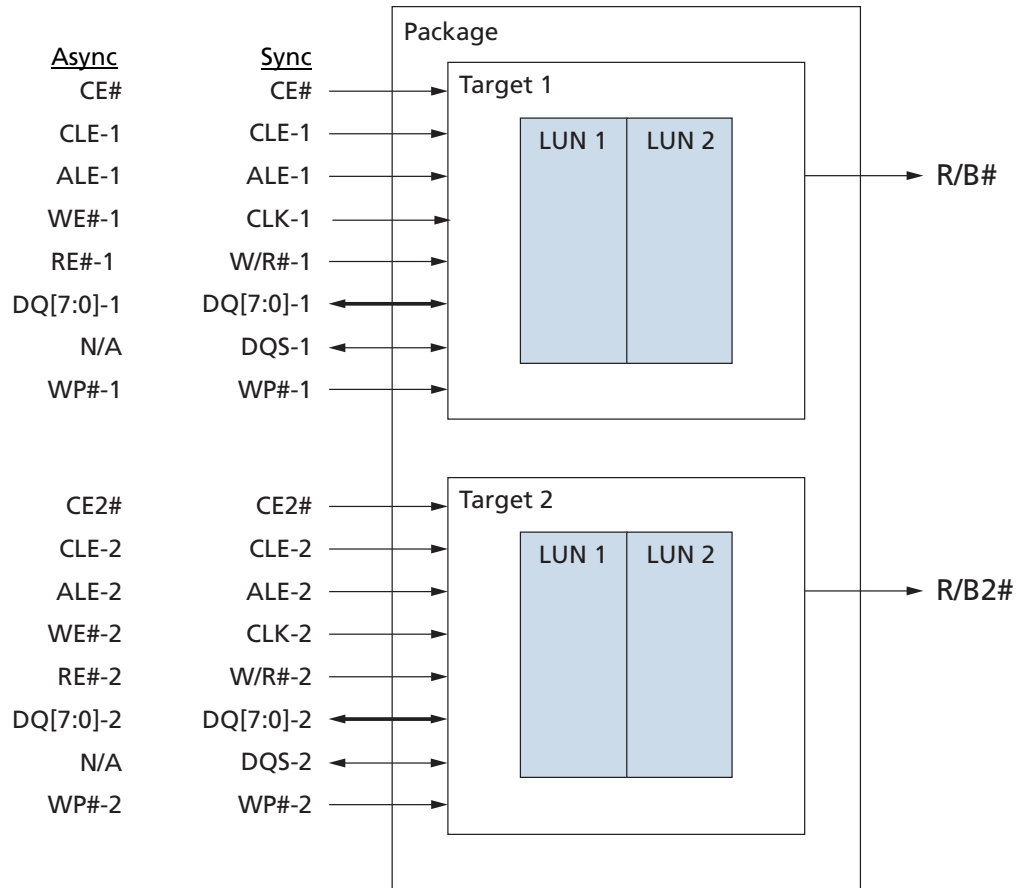 Package
Async Sync
CE# CE# Target 1
CLE-1 CLE-1 LUN 1 LUN 2
ALE-1 ALE-1 R/B#
WE#-1 CLK-1
RE#-1 W/R#-1
DQ[7:0]-1 DQ[7:0]-1
N/A DQS-1
WP#-1 WP#-1
CE2# CE2# Target 2
CLE-2 CLE-2 LUN 1 LUN 2
ALE-2 ALE-2 R/B2#
WE#-2 CLK-2
RE#-2 W/R#-2
DQ[7:0]-2 DQ[7:0]-2
N/A DQS-2
WP#-2 WP#-2